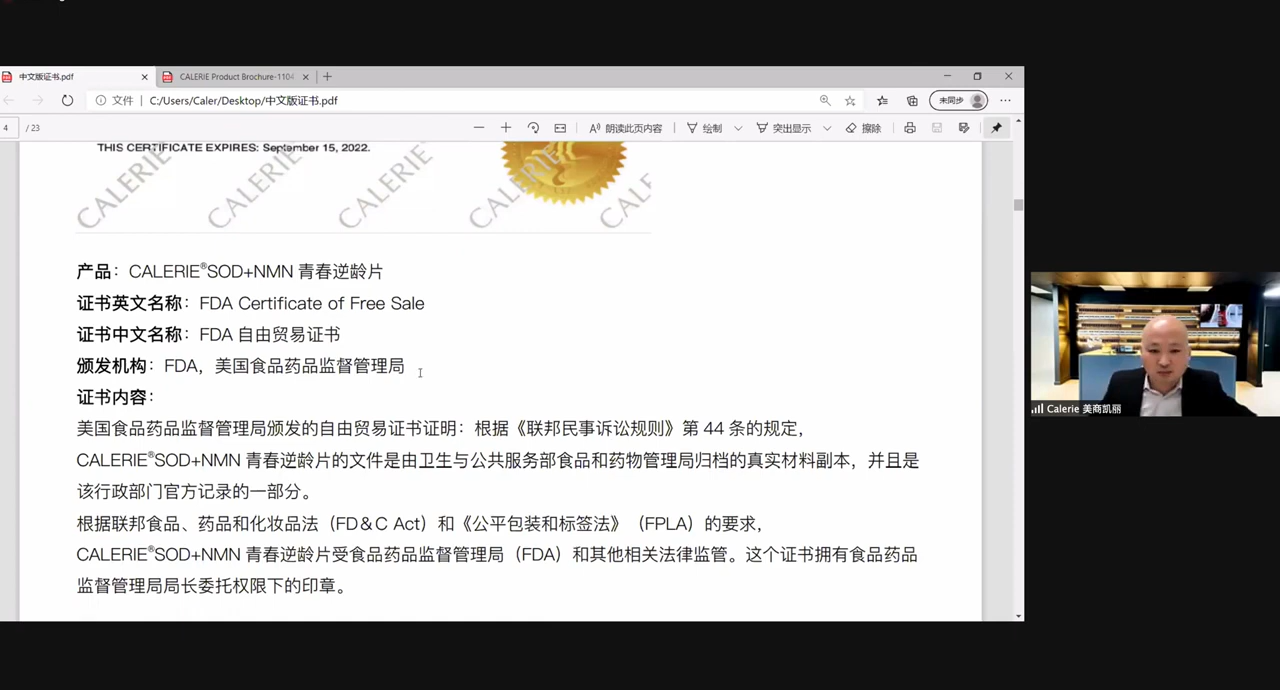 中文版证书.pdf
CALERIE Product Brochure-1104
文件
C:/Users/Caler/Desktop/中文版证书.pdf
未同步
4 / 23
朗读此页内容
绘制
突出显示
擦除
THIS CERTIFICATE EXPIRES: September 15, 2022.
CALERIE CALERIE CALERIE CALERIE CALE
产品：CALERIE®SOD+NMN 青春逆龄片
证书英文名称：FDA Certificate of Free Sale
证书中文名称：FDA 自由贸易证书
颁发机构：FDA，美国食品药品监督管理局
证书内容：
美国食品药品监督管理局颁发的自由贸易证书证明：根据《联邦民事诉讼规则》第 44 条的规定，
CALERIE®SOD+NMN 青春逆龄片的文件是由卫生与公共服务部食品和药物管理局归档的真实材料副本，并且是
该行政部门官方记录的一部分。
根据联邦食品、药品和化妆品法（FD＆C Act）和《公平包装和标签法》（FPLA）的要求，
CALERIE®SOD+NMN 青春逆龄片受食品药品监督管理局（FDA）和其他相关法律监管。这个证书拥有食品药品
监督管理局局长委托权限下的印章。
Calerie 美商凯丽